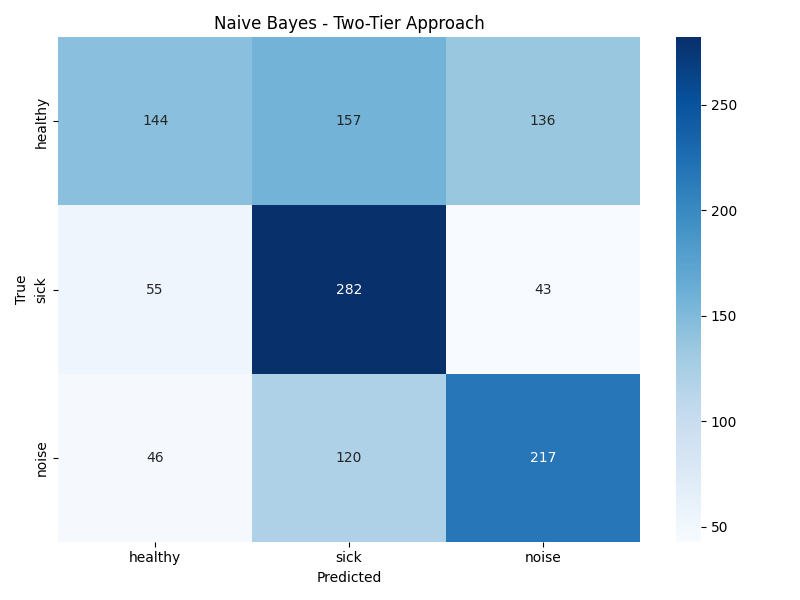 Naive Bayes - Two-Tier Approach
healthy
144
157
136
250
200
True
sick
55
282
43
150
100
noise
46
120
217
50
healthy
sick
noise
Predicted